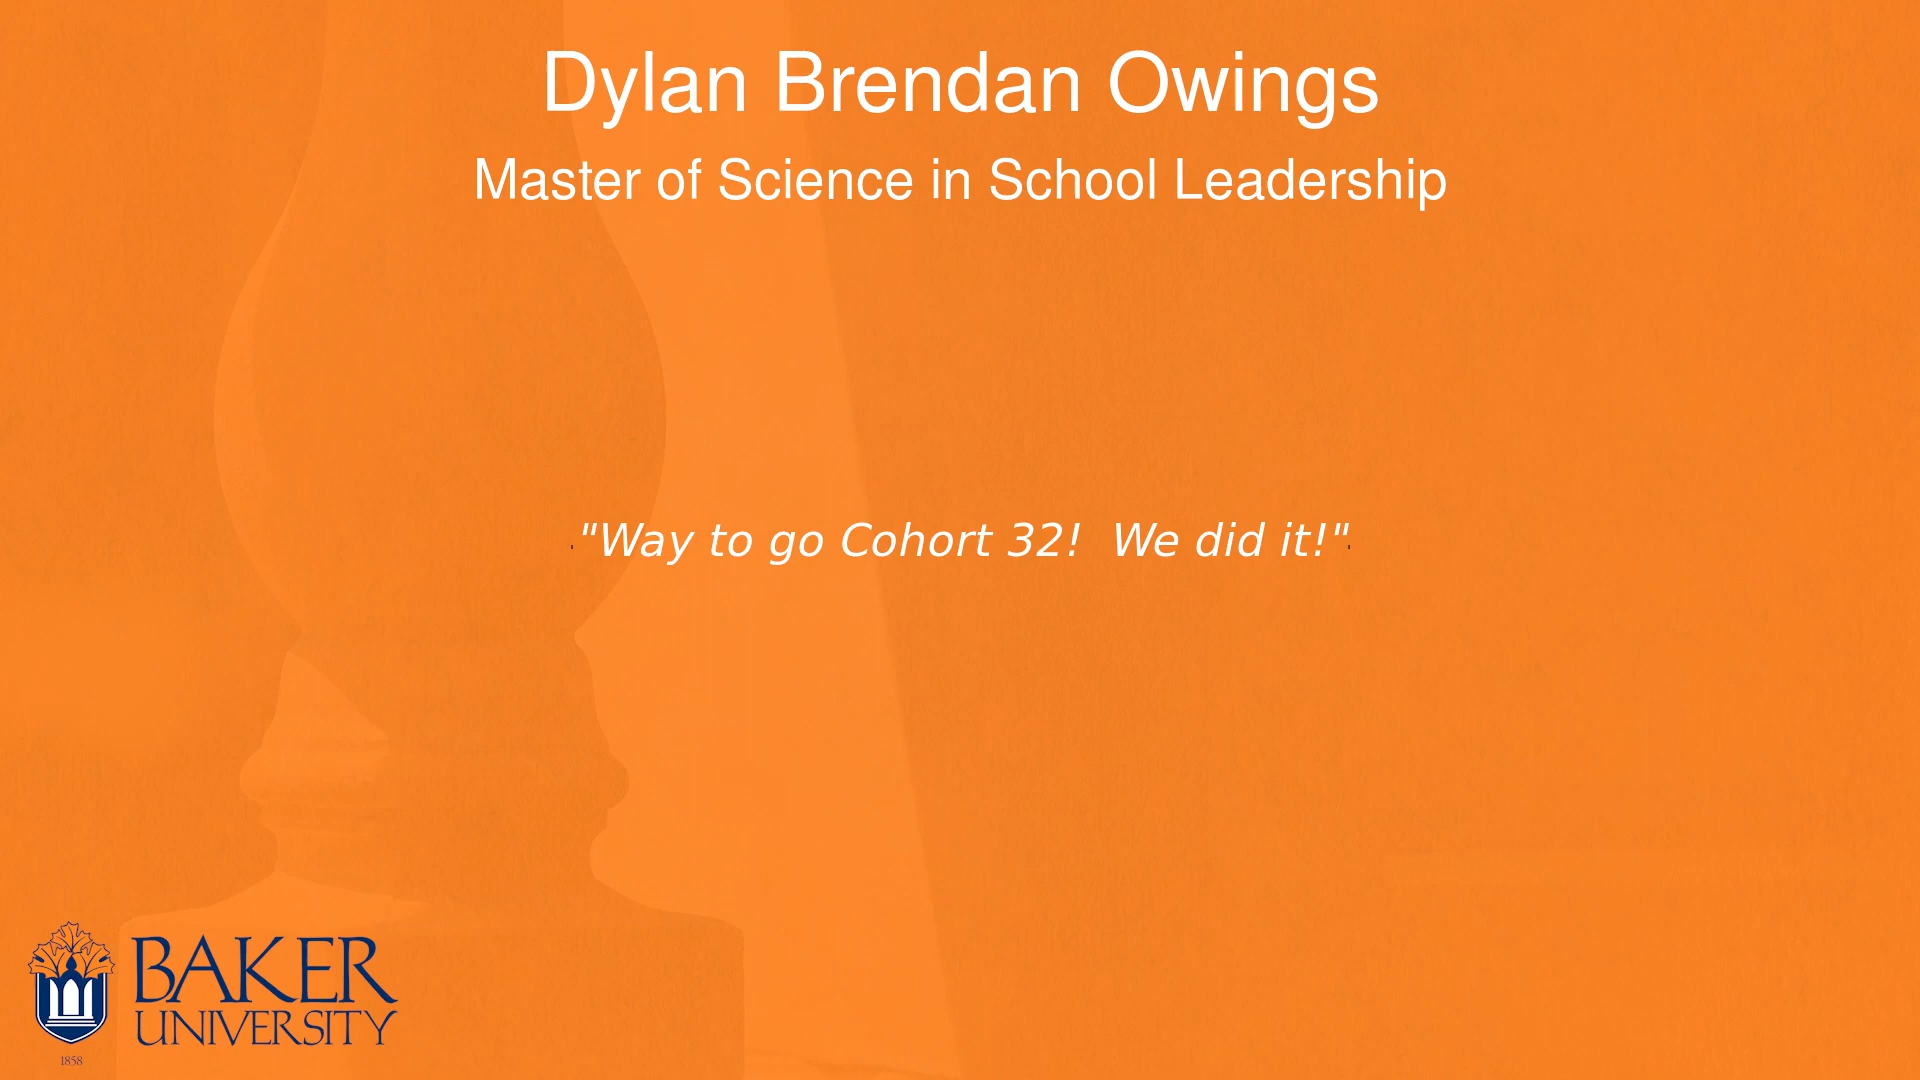 Dylan Brendan Owings
Master of Science in School Leadership
"Way to go Cohort 32!  We did it!"
BAKER
UNIVERSITY
1858